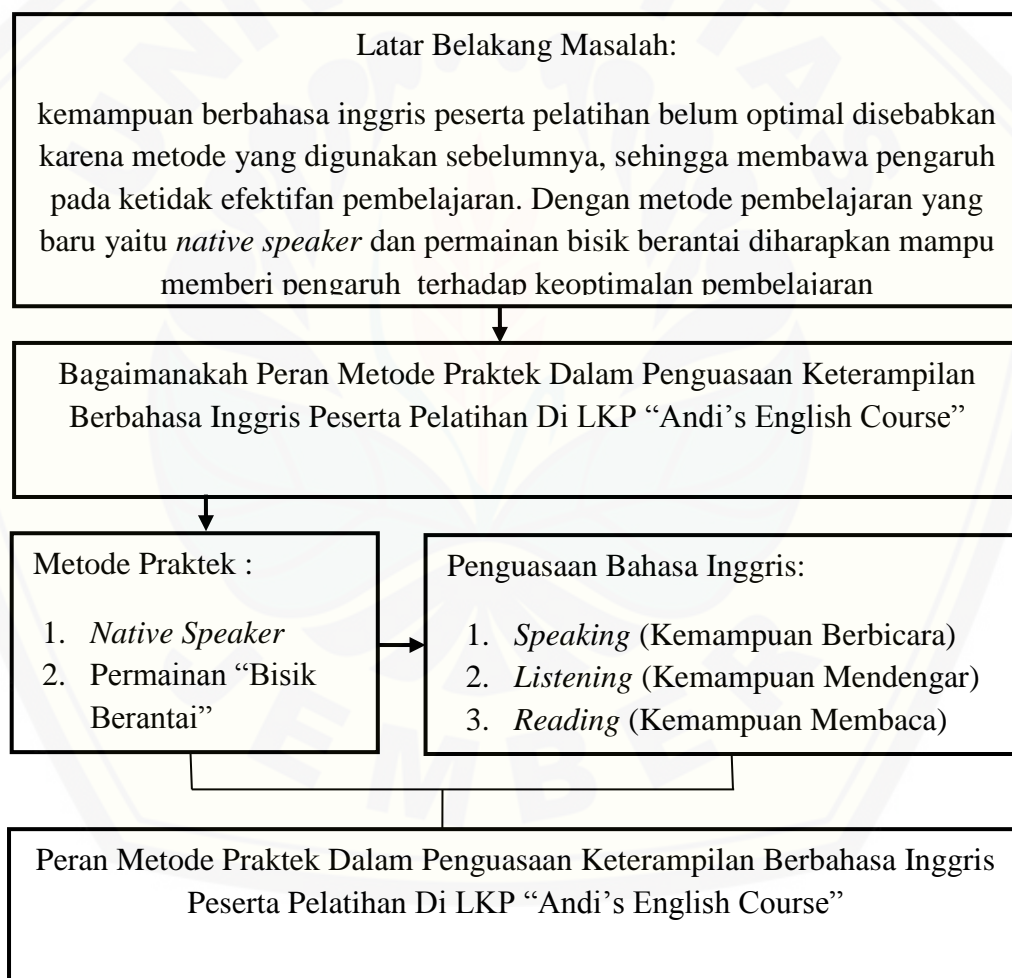 Latar Belakang Masalah:
kemampuan berbahasa inggris peserta pelatihan belum optimal disebabkan
karena metode yang digunakan sebelumnya, sehingga membawa pengaruh
pada ketidak efektifan pembelajaran. Dengan metode pembelajaran yang
baru yaitu native speaker dan permainan bisik berantai diharapkan mampu
memberi pengaruh terhadap keoptimalan pembelajaran
Bagaimanakah Peran Metode Praktek Dalam Penguasaan Keterampilan
Berbahasa Inggris Peserta Pelatihan Di LKP “Andi’s English Course”
Metode Praktek :
1. Native Speaker
2. Permainan “Bisik
Berantai”
Penguasaan Bahasa Inggris:
1. Speaking (Kemampuan Berbicara)
2. Listening (Kemampuan Mendengar)
3. Reading (Kemampuan Membaca)
Peran Metode Praktek Dalam Penguasaan Keterampilan Berbahasa Inggris
Peserta Pelatihan Di LKP “Andi’s English Course”